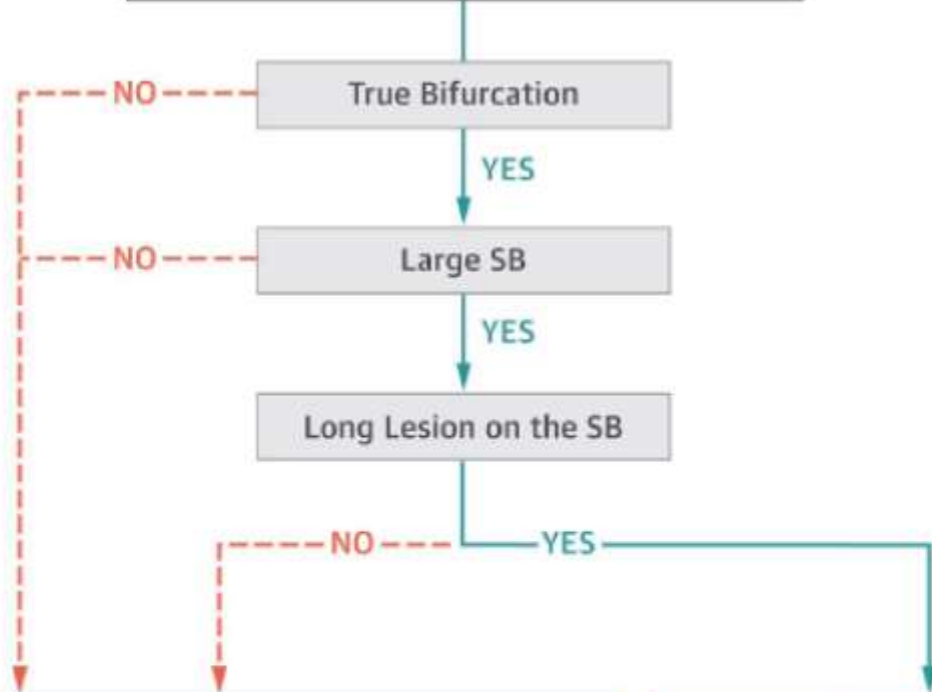 True Bifurcation
NO
YES
Large SB
NO
YES
Long Lesion on the SB
NO
YES